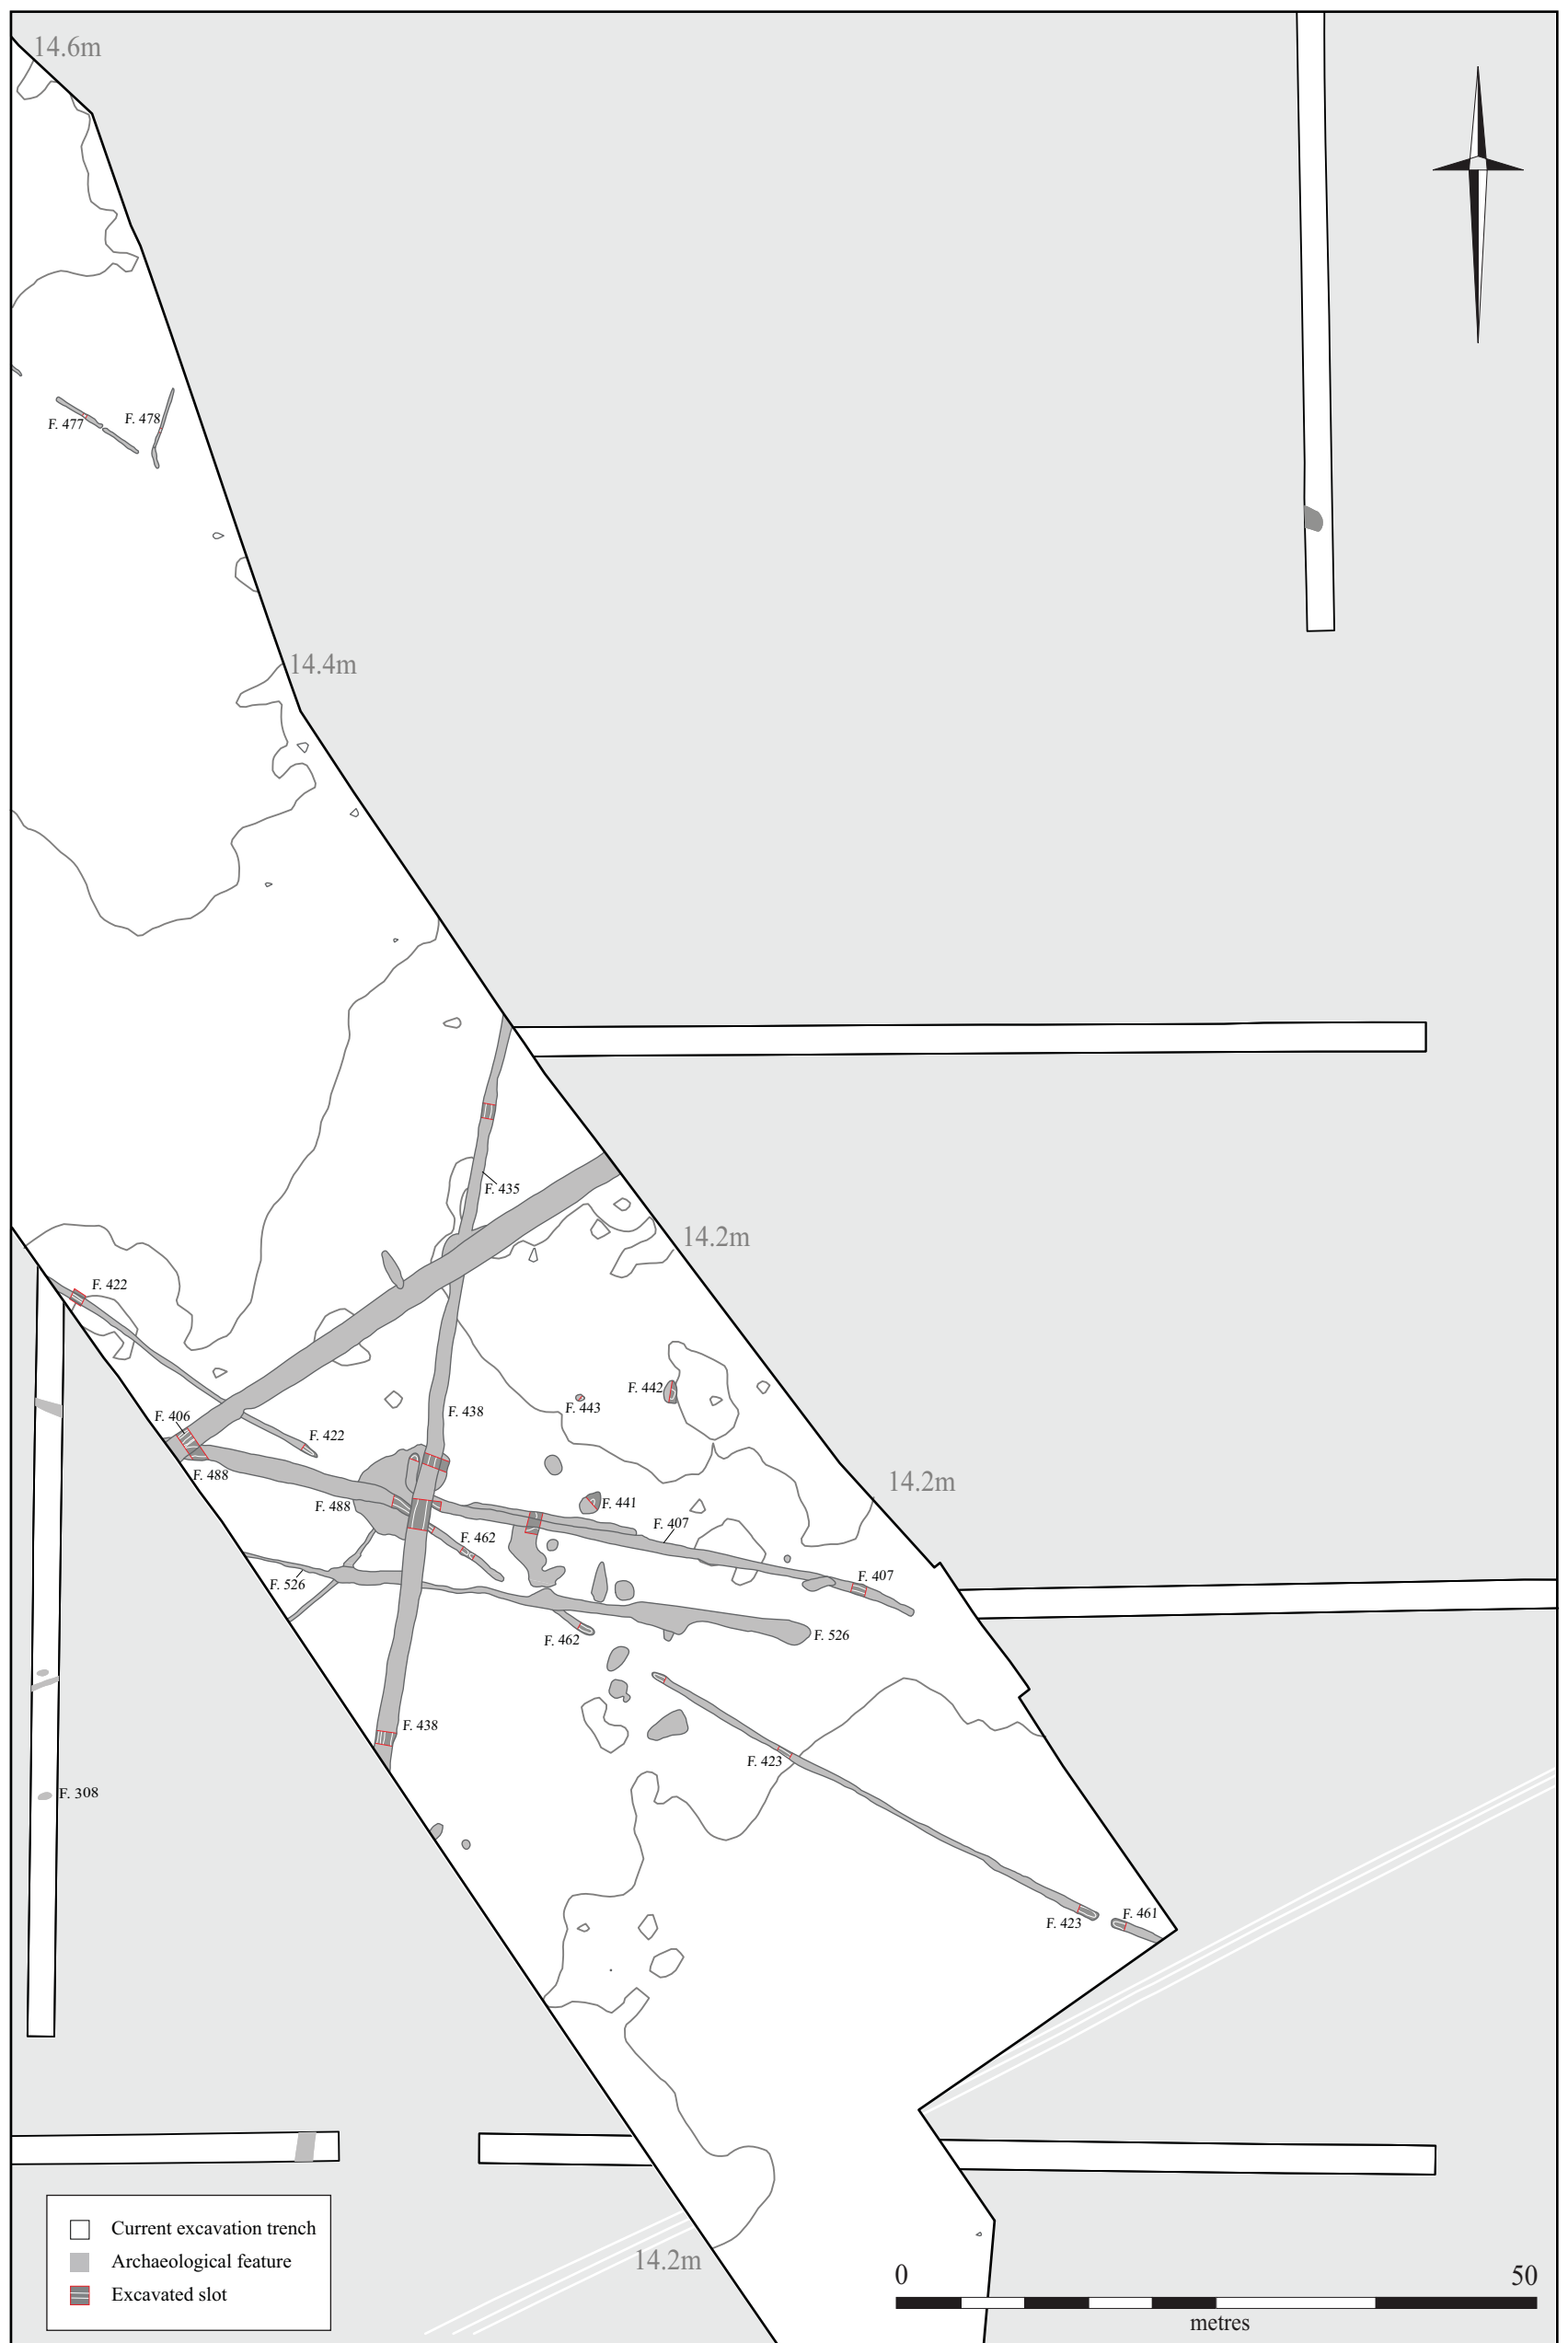 14.6m
F. 477
F. 478
14.4m
F. 435
14.2m
F. 422
F. 442
F. 443
F. 438
F. 406
F. 422
F. 488
14.2m
F. 488
F. 441
F. 407
F. 462
F. 407
F. 526
F. 526
F. 462
F. 438
F. 423
F. 308
F. 461
F. 423
Current excavation trench
Archaeological feature
Excavated slot
14.2m
0 50
metres